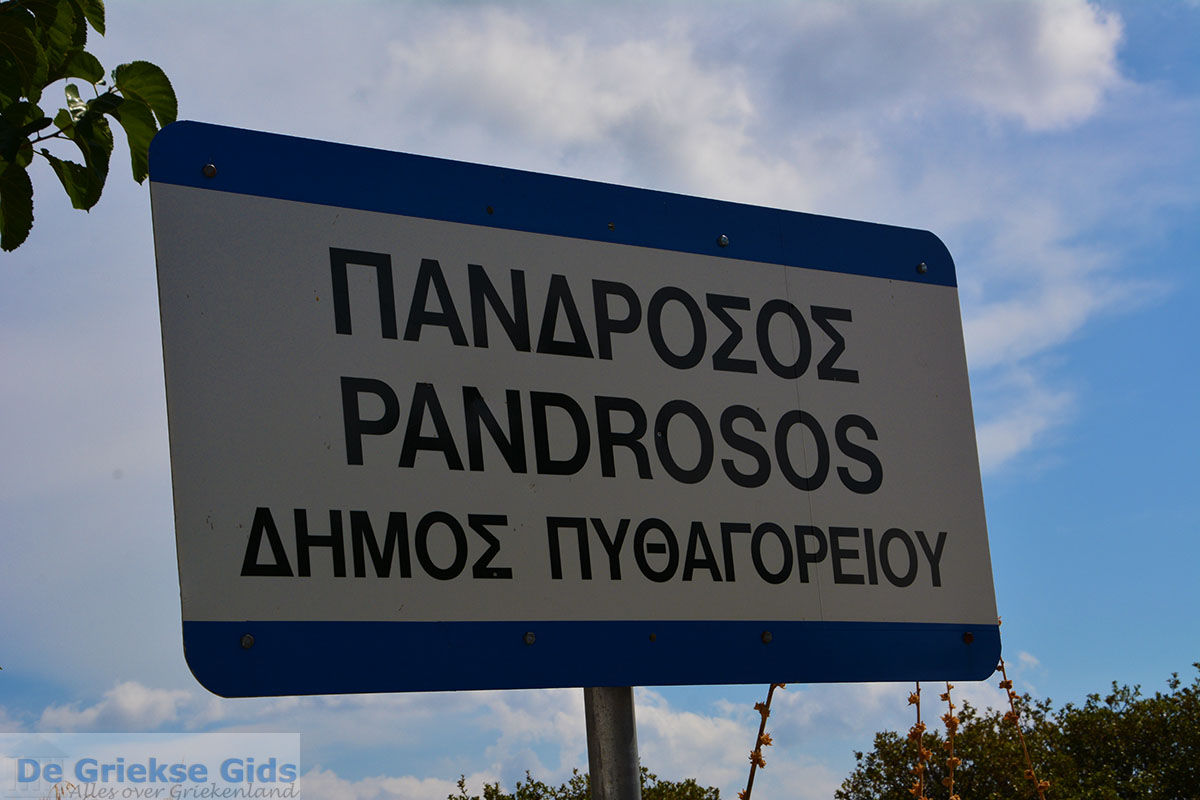 ΠΑΝΔΡΟΣΟΣ
PANDROSOS
ΔΗΜΟΣ ΠΥΘΑΓΟΡΕΙΟΥ
De Griekse Gids
Alles over Griekenland